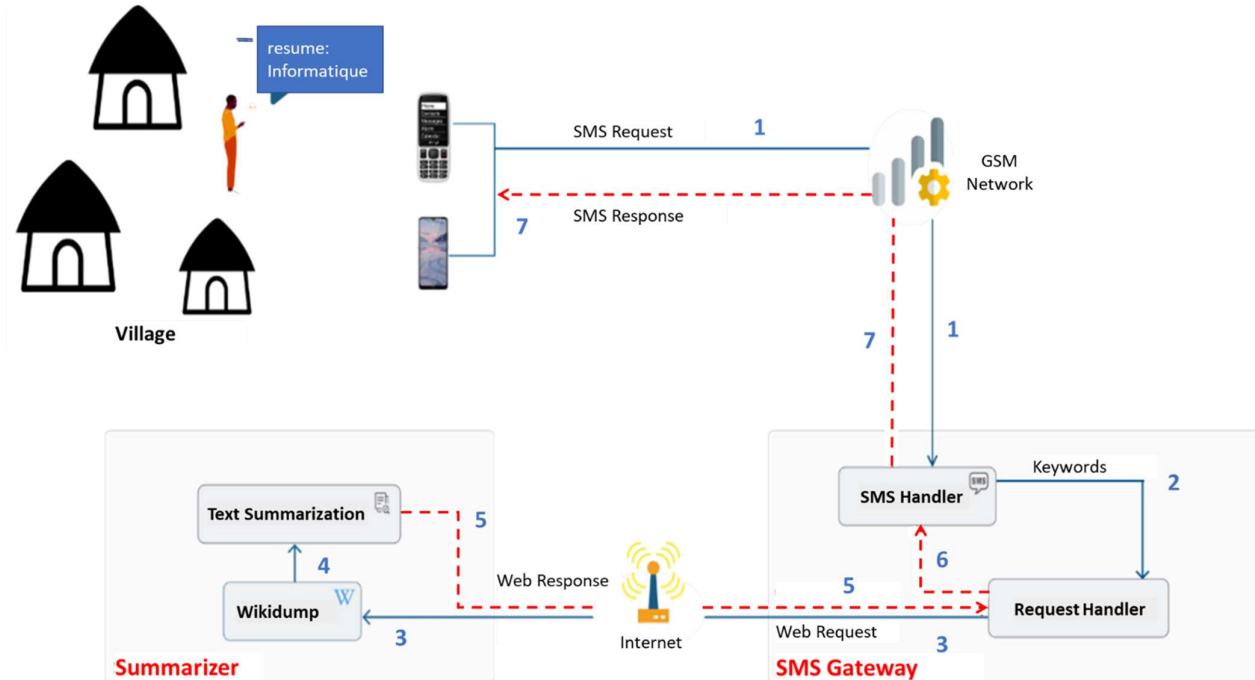 resume:
Informatique
SMS Request
1
GSM
Network
SMS Response
7
Village
7
1
Keywords
2
SMS Handler
SMS
Text Summarization
5
6
4
Web Response
5
Wikidump
W
Request Handler
3
Internet
Web Request
3
Summarizer
SMS Gateway